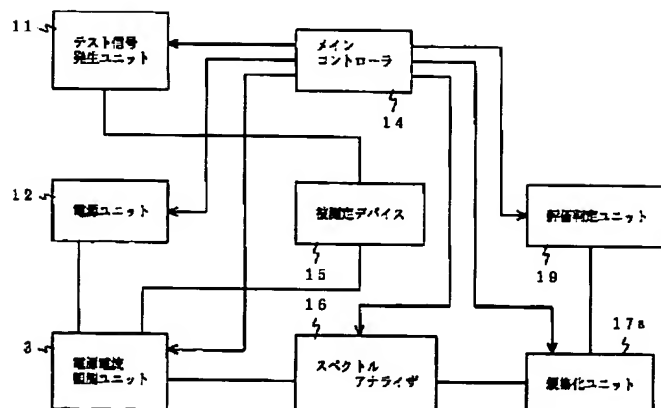 11
テスト信号
発生ユニット
メイン
コントローラ
14
12
電源ユニット
被測定デバイス
15
評価判定ユニット
19
16
17a
3
電源電流
観測ユニット
スペクトル
アナライザ
規格化ユニット